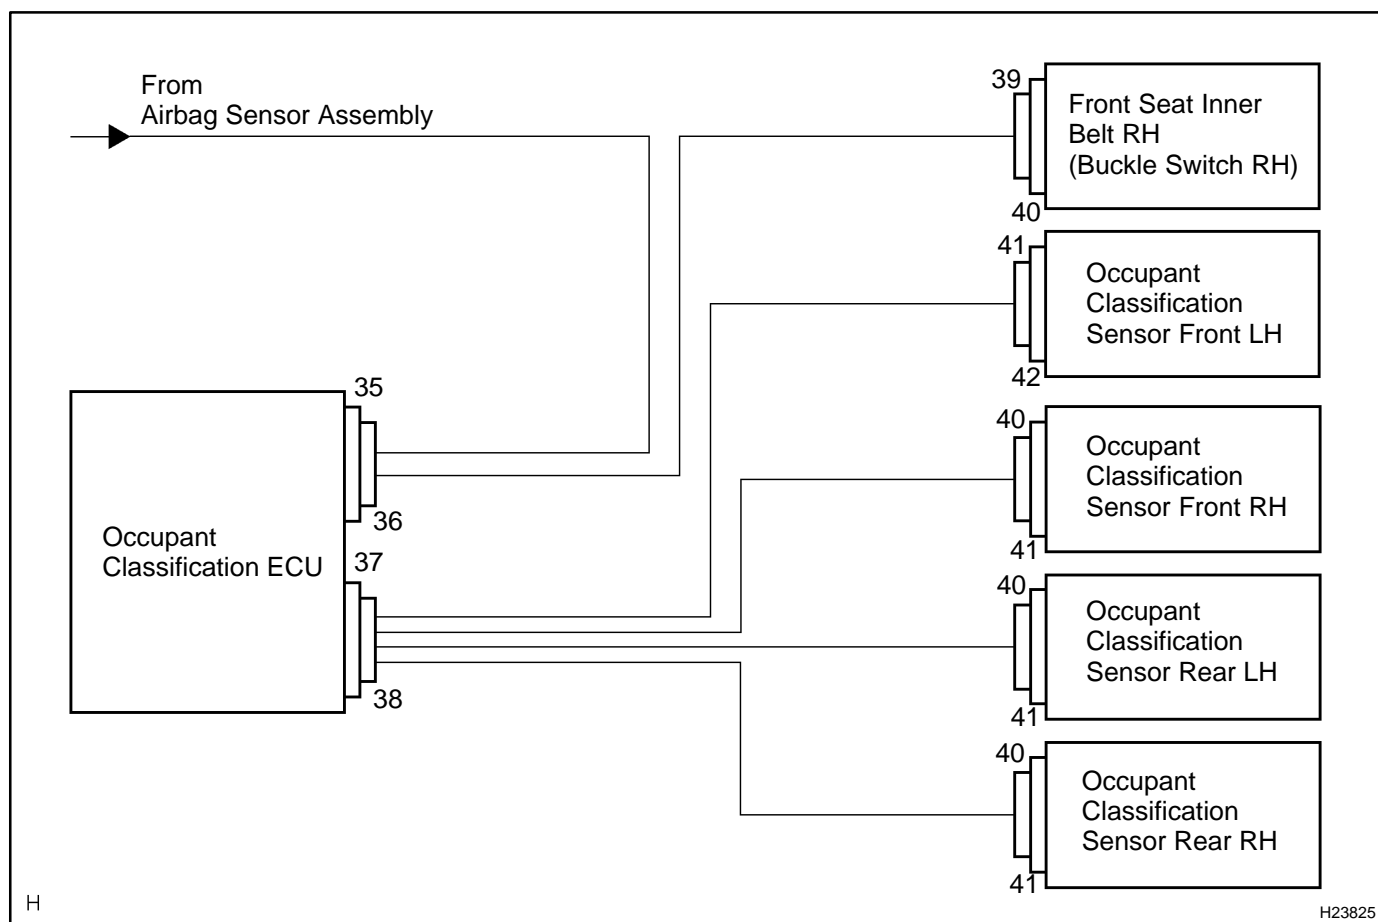 From
Airbag Sensor Assembly
39
Front Seat Inner
Belt RH
(Buckle Switch RH)
40
41
Occupant
Classification
Sensor Front LH
42
35
36
Occupant
Classification ECU
37
38
40
Occupant
Classification
Sensor Front RH
41
40
Occupant
Classification
Sensor Rear LH
41
40
Occupant
Classification
Sensor Rear RH
41
H
H23825